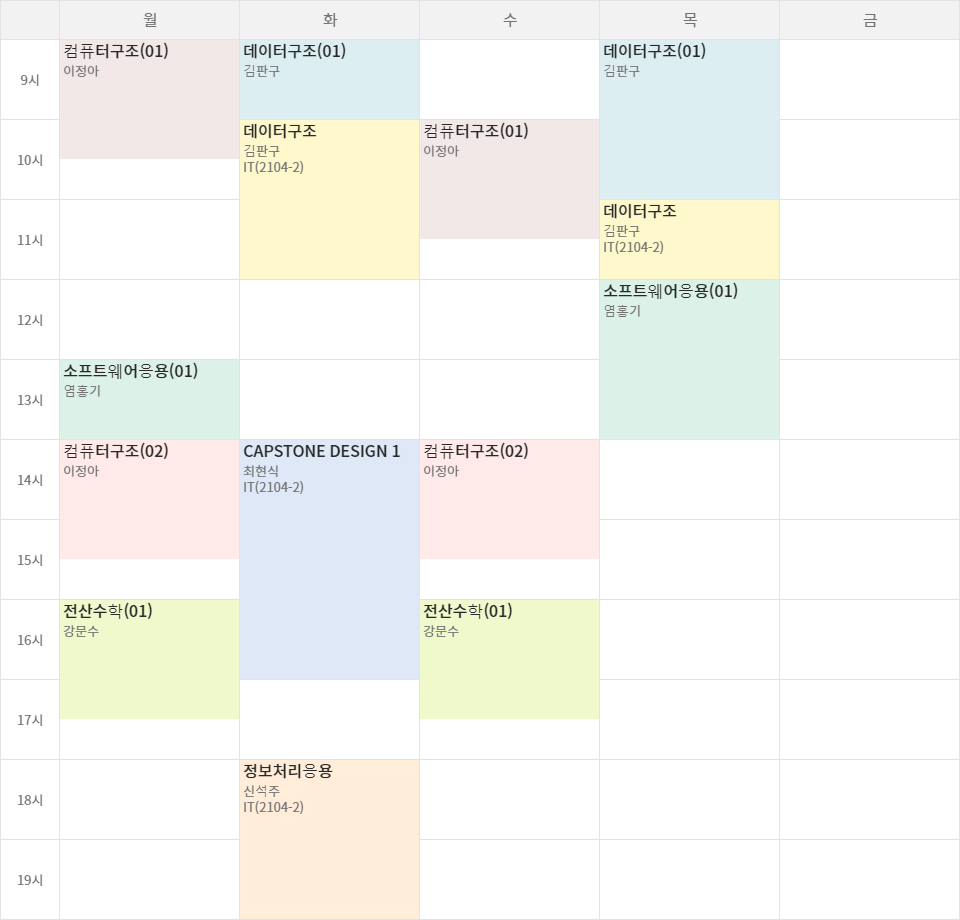 월 화 수 목 금
9시
컴퓨터구조(01)
이정아
데이터구조(01)
김판구
데이터구조(01)
김판구
10시
데이터구조
김판구
IT(2104-2)
컴퓨터구조(01)
이정아
11시
데이터구조
김판구
IT(2104-2)
12시
소프트웨어응용(01)
염홍기
13시
소프트웨어응용(01)
염홍기
14시
컴퓨터구조(02)
이정아
CAPSTONE DESIGN 1
최현식
IT(2104-2)
컴퓨터구조(02)
이정아
15시
16시
전산수학(01)
강문수
전산수학(01)
강문수
17시
18시
정보처리응용
신석주
IT(2104-2)
19시